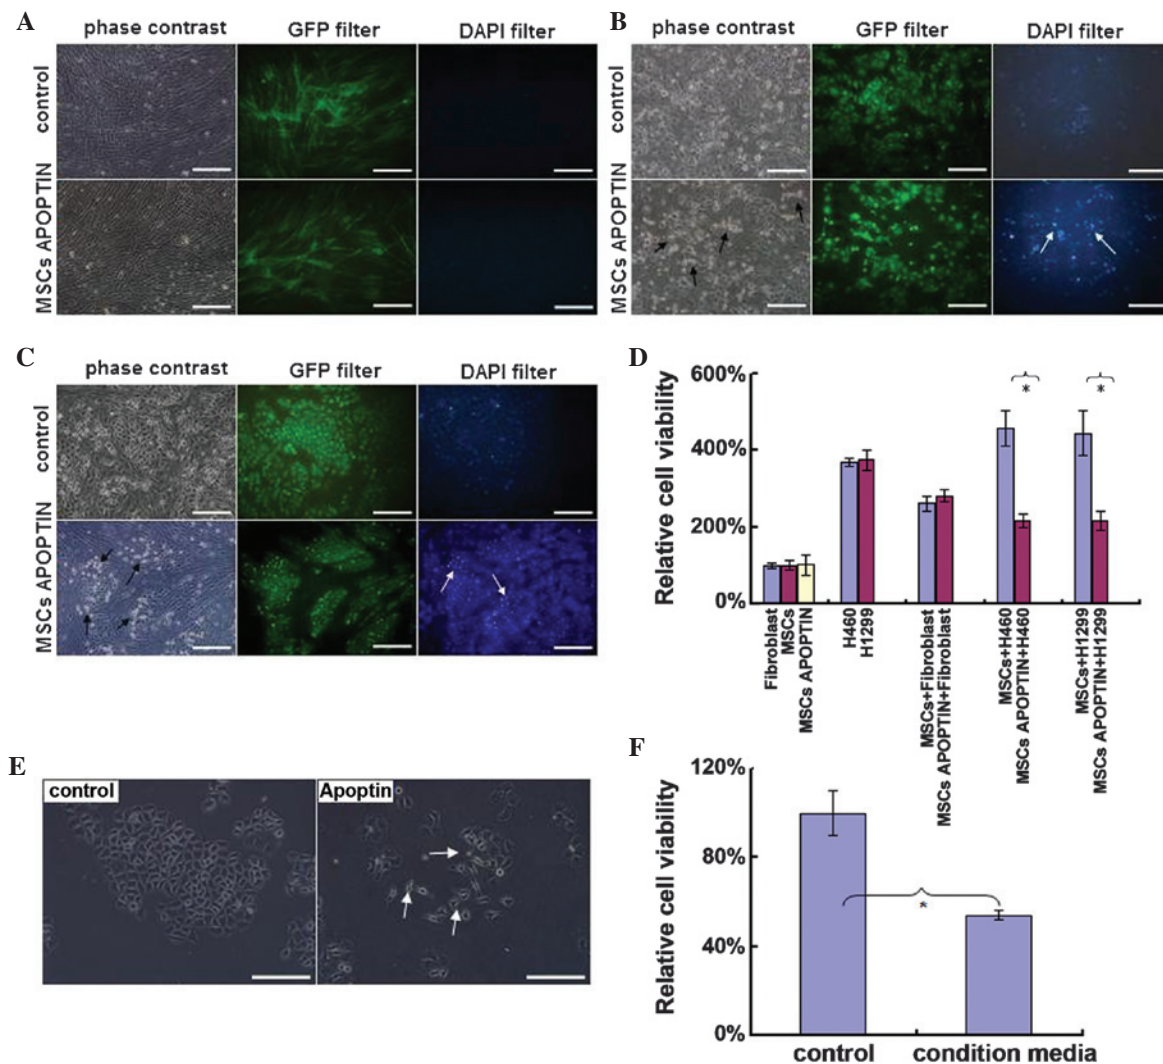 A
phase contrast GFP filter DAPI filter
control
MSCs APOPTIN
B
phase contrast GFP filter DAPI filter
control
MSCs APOPTIN
C
phase contrast GFP filter DAPI filter
control
MSCs APOPTIN
D
Relative cell viability
600%
400%
200%
0%
* *
Fibroblast
MSCs
MSCs APOPTIN
H460
H1299
MSCs+Fibroblast
MSCs APOPTIN+Fibroblast
MSCs+H460
MSCs APOPTIN+H460
MSCs+H1299
MSCs APOPTIN+H1299
E
control Apoptin
F
Relative cell viability
120%
80%
40%
0%
*
control condition media